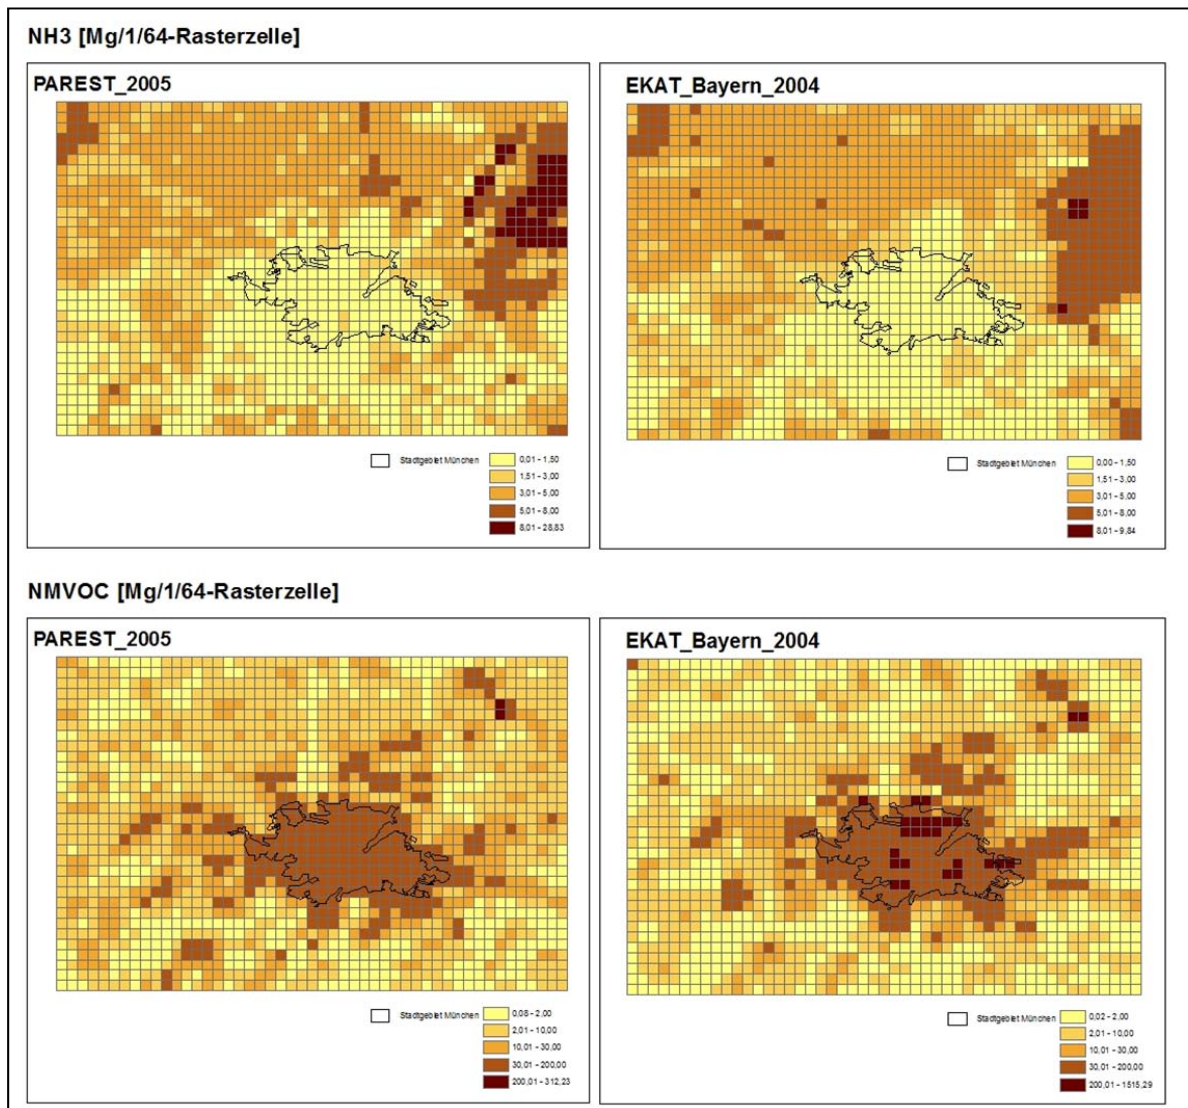 NH3 [Mg/1/64-Rasterzelle]
PAREST_2005
EKAT_Bayern_2004
Stadtgebiet München
0,01 - 1,50
1,51 - 3,00
3,01 - 5,00
5,01 - 8,00
8,01 - 28,83
Stadtgebiet München
0,00 - 1,50
1,51 - 3,00
3,01 - 5,00
5,01 - 8,00
8,01 - 9,84
NMVOC [Mg/1/64-Rasterzelle]
PAREST_2005
EKAT_Bayern_2004
Stadtgebiet München
0,08 - 2,00
2,01 - 10,00
10,01 - 30,00
30,01 - 200,00
200,01 - 312,23
Stadtgebiet München
0,02 - 2,00
2,01 - 10,00
10,01 - 30,00
30,01 - 200,00
200,01 - 1515,29